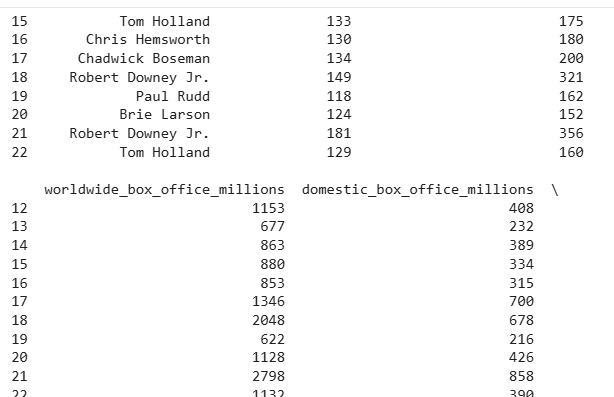 15 Tom Holland 133 175
16 Chris Hemsworth 130 180
17 Chadwick Boseman 134 200
18 Robert Downey Jr. 149 321
19 Paul Rudd 118 162
20 Brie Larson 124 152
21 Robert Downey Jr. 181 356
22 Tom Holland 129 160
worldwide_box_office_millions domestic_box_office_millions \
12 1153 408
13 677 232
14 863 389
15 880 334
16 853 315
17 1346 700
18 2048 678
19 622 216
20 1128 426
21 2798 858
22 1132 390